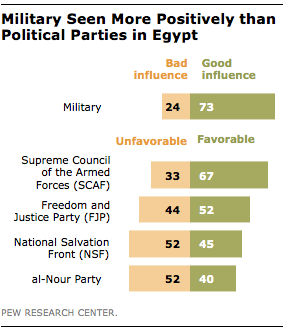 Military Seen More Positively than
Political Parties in Egypt
Bad influence Good influence
Military 24 73
Unfavorable Favorable
Supreme Council
of the Armed
Forces (SCAF) 33 67
Freedom and
Justice Party (FJP) 44 52
National Salvation
Front (NSF) 52 45
al-Nour Party 52 40
PEW RESEARCH CENTER.